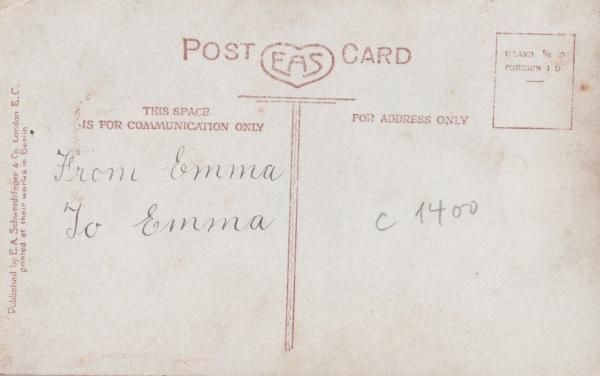 POST EAS CARD
INLAND ½ D
FOREIGN 1 D
THIS SPACE
IS FOR COMMUNICATION ONLY
FOR ADDRESS ONLY
From Emma
To Emma
C 1400
Published by E.A. Schwerdtfeger & Co. London E.C.
printed at their works in Berlin